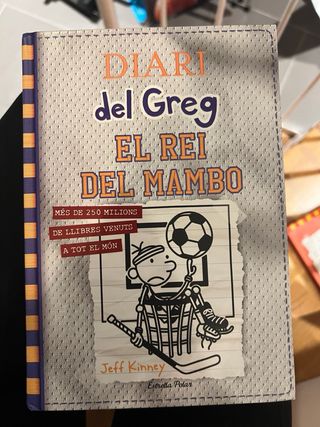 DIARI
del Greg
EL REI
DEL MAMBO
MÉS DE 250 MILIONS
DE LLIBRES VENUTS
A TOT EL MÓN
Jeff Kinney
Estrella Polar